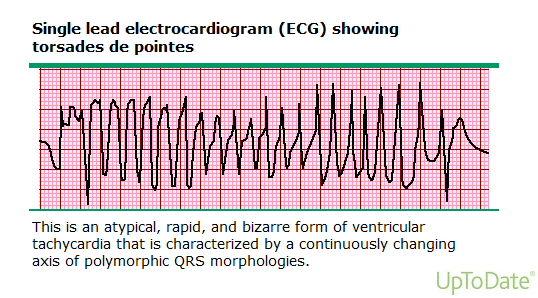 Single lead electrocardiogram (ECG) showing
torsades de pointes
This is an atypical, rapid, and bizarre form of ventricular
tachycardia that is characterized by a continuously changing
axis of polymorphic QRS morphologies.
UpToDate®